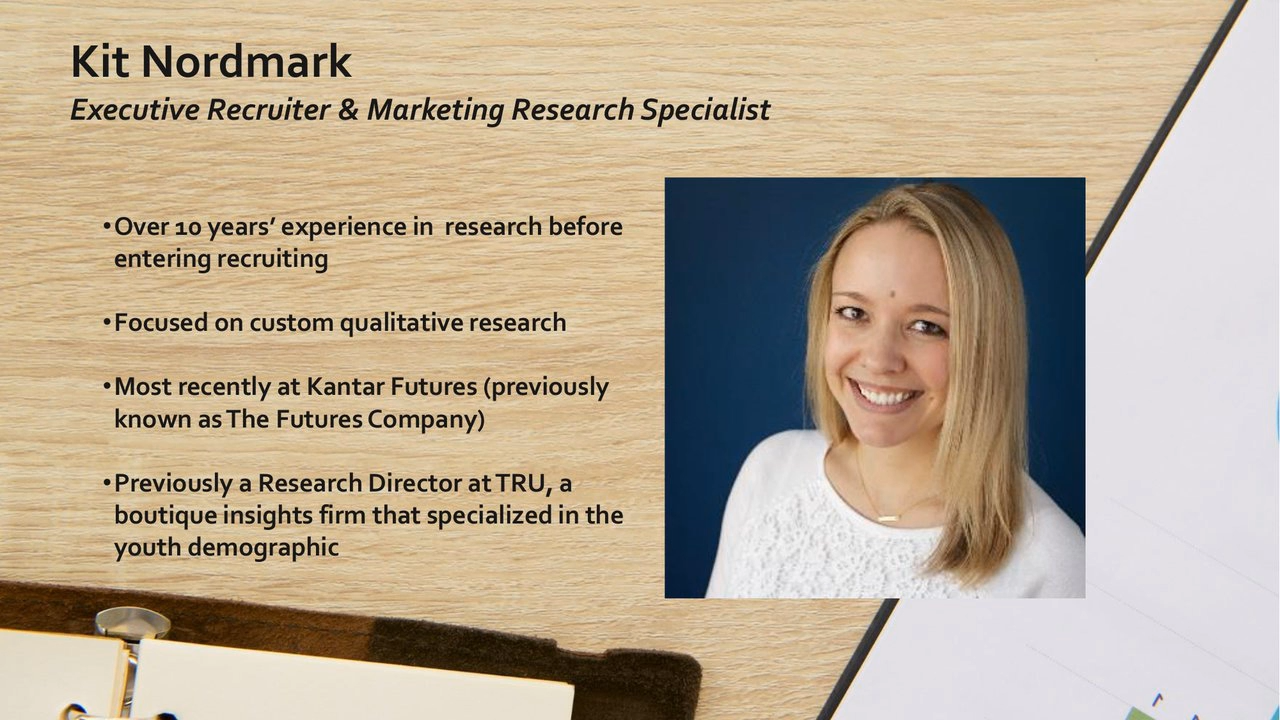 Kit Nordmark
Executive Recruiter & Marketing Research Specialist
•Over 10 years’ experience in  research before
entering recruiting
•Focused on custom qualitative research
•Most recently at Kantar Futures (previously
known as The Futures Company)
•Previously a Research Director at TRU, a
boutique insights firm that specialized in the
youth demographic